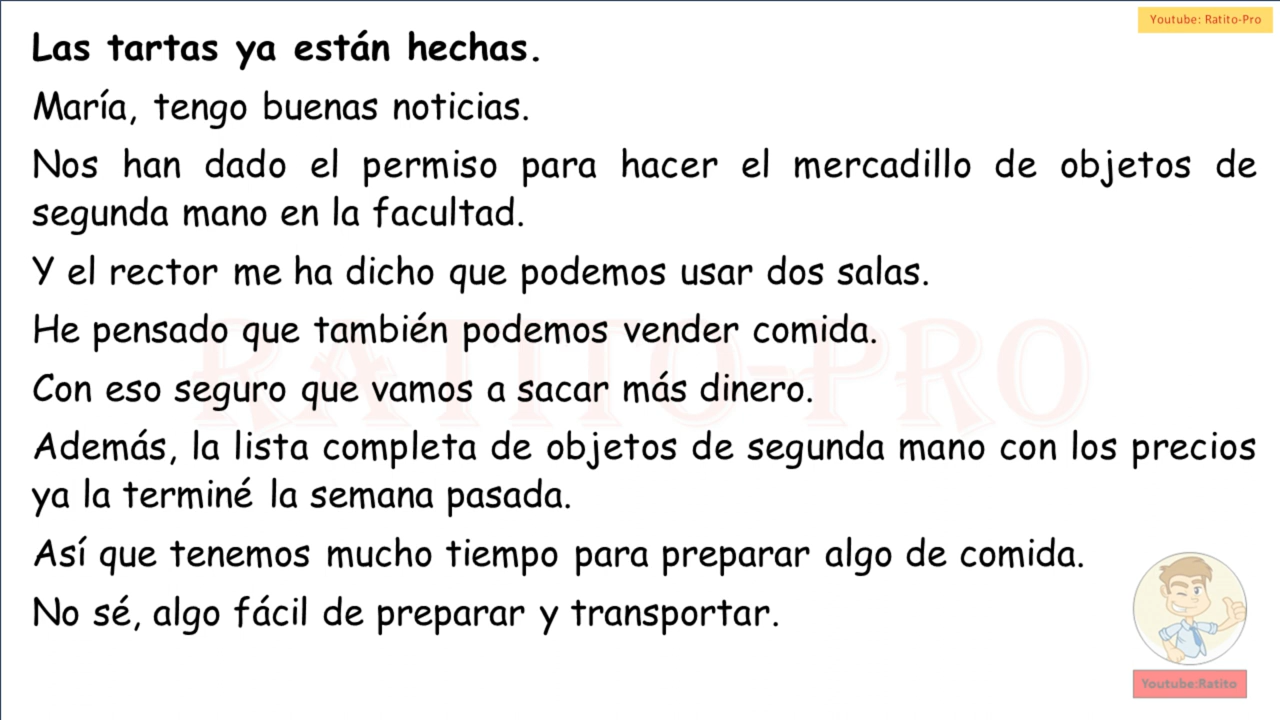 Youtube: Ratito-Pro
Las tartas ya están hechas.
María, tengo buenas noticias.
Nos han dado el permiso para hacer el mercadillo de objetos de
segunda mano en la facultad.
Y el rector me ha dicho que podemos usar dos salas.
He pensado que también podemos vender comida.
RATITO-PRO
Con eso seguro que vamos a sacar más dinero.
Además, la lista completa de objetos de segunda mano con los precios
ya la terminé la semana pasada.
Así que tenemos mucho tiempo para preparar algo de comida.
No sé, algo fácil de preparar y transportar.
Youtube:Ratito